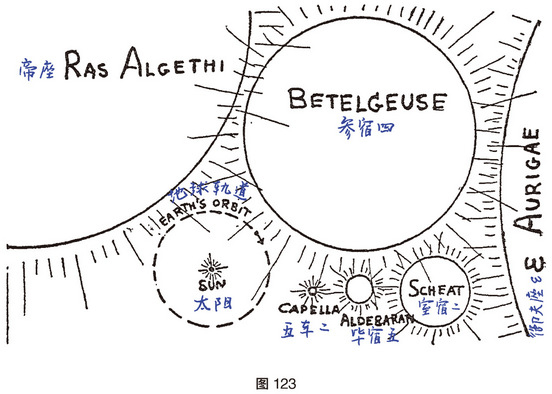 帝座 RAS ALGETHI
BETELGEUSE
参宿四
地球轨道
EARTH'S ORBIT
SUN
太阳
CAPELLA
五车二
ALDEBARAN
毕宿五
SCHEAT
室宿二
御夫座ε ε AURIGAE
图 123